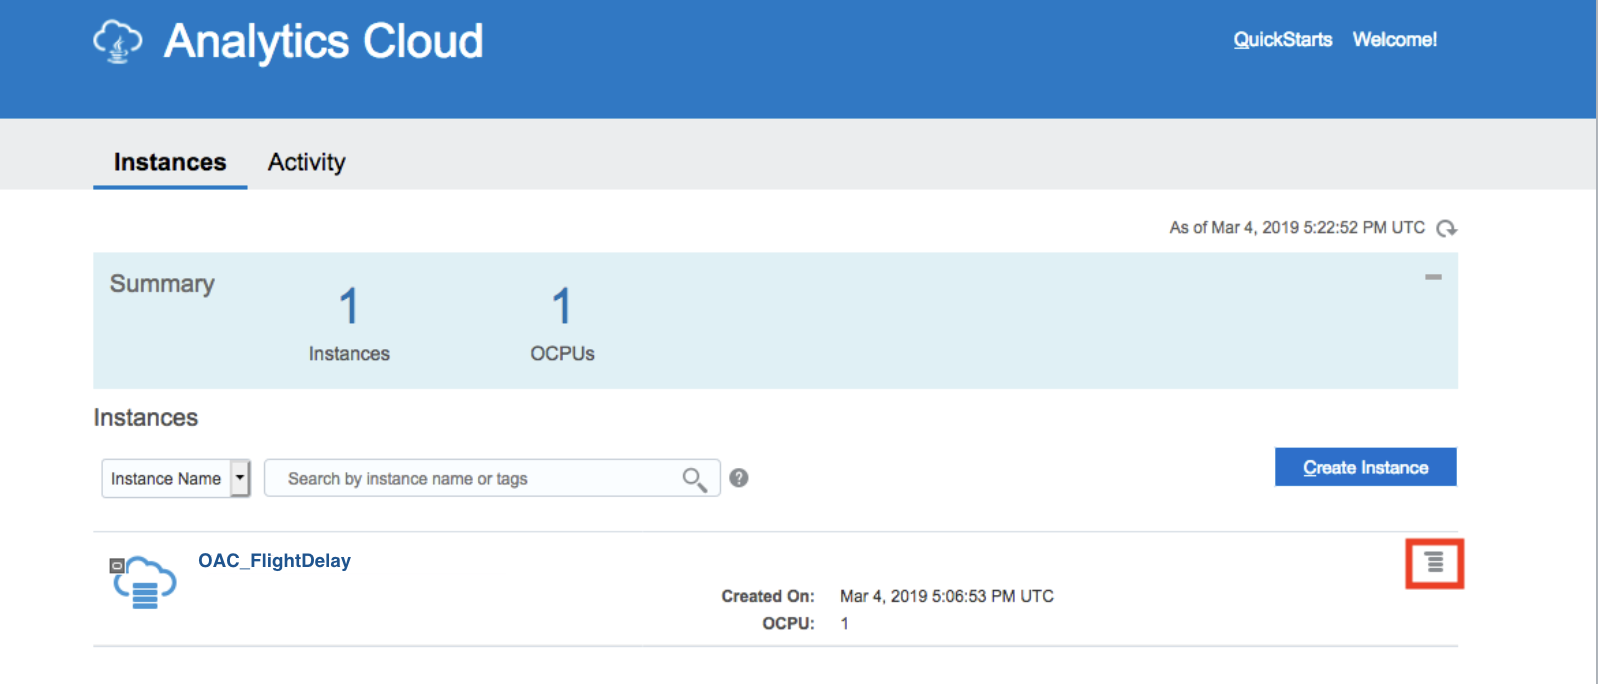 Analytics Cloud
QuickStarts Welcome!
Instances Activity
As of Mar 4, 2019 5:22:52 PM UTC
Summary
1 1
Instances OCPUs
Instances
Instance Name Search by instance name or tags ? Create Instance
OAC_FlightDelay
Created On: Mar 4, 2019 5:06:53 PM UTC
OCPU: 1